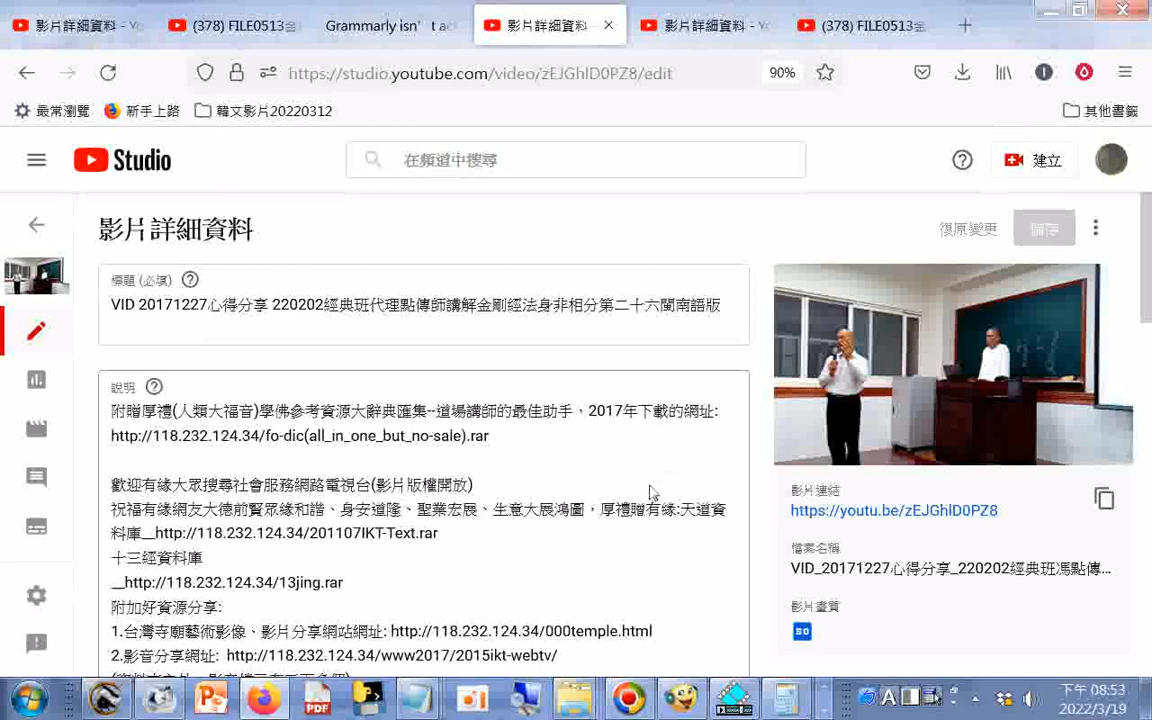 影片詳細資料 - Yo
(378) FILE0513金
Grammarly isn't ac
影片詳細資料 -
影片詳細資料 - Yo
(378) FILE0513金
https://studio.youtube.com/video/zEJGhlD0PZ8/edit
90%
最常瀏覽
新手上路
韓文影片20220312
其他書籤
Studio
在頻道中搜尋
建立
影片詳細資料
復原變更
儲存
標題 (必填)
VID 20171227心得分享 220202經典班代理點傳師講解金剛經法身非相分第二十六閩南語版
說明
附贈厚禮(人類大福音)學佛參考資源大辭典匯集--道場講師的最佳助手，2017年下載的網址:
http://118.232.124.34/fo-dic(all_in_one_but_no-sale).rar
歡迎有緣大眾搜尋社會服務網路電視台(影片版權開放)
祝福有緣網友大德前賢眾緣和諧、身安道隆、聖業宏展、生意大展鴻圖，厚禮贈有緣:天道資
料庫__http://118.232.124.34/201107IKT-Text.rar
十三經資料庫
__http://118.232.124.34/13jing.rar
附加好資源分享:
1.台灣寺廟藝術影像、影片分享網站網址: http://118.232.124.34/000temple.html
2.影音分享網址: http://118.232.124.34/www2017/2015ikt-webtv/
影片連結
https://youtu.be/zEJGhlD0PZ8
檔案名稱
VID_20171227心得分享_220202經典班馮點傳...
影片畫質
SD
PDF
A
下午 08:53
2022/3/19